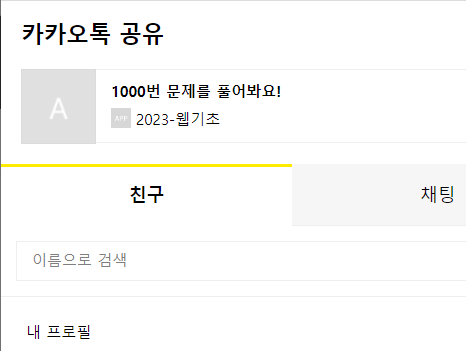 카카오톡 공유
A
1000번 문제를 풀어봐요!
APP 2023-웹기초
친구 채팅
이름으로 검색
내 프로필